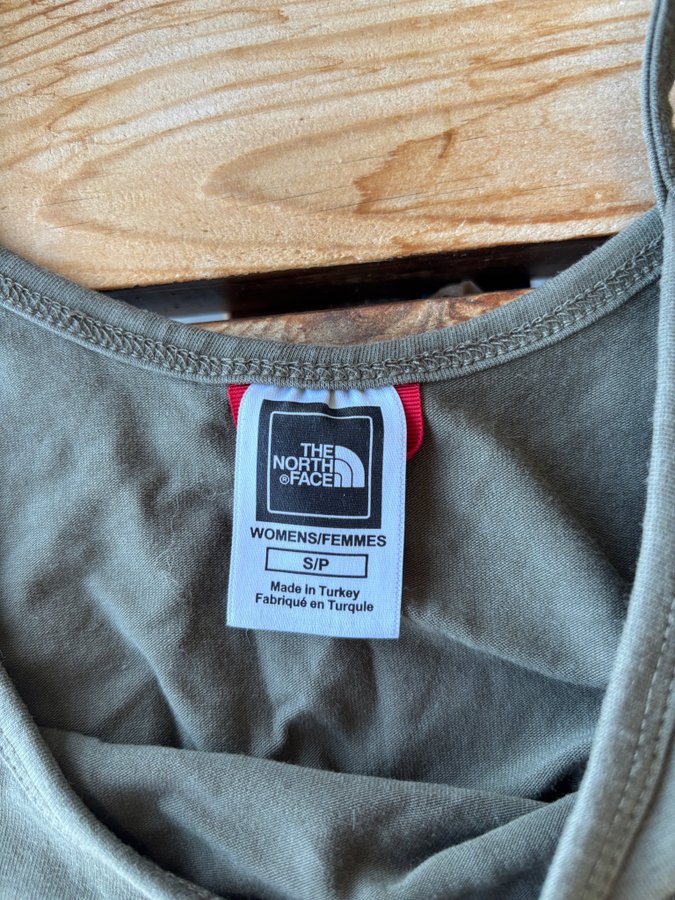 THE
NORTH
®FACE
WOMENS/FEMMES
S/P
Made in Turkey
Fabriqué en Turquie